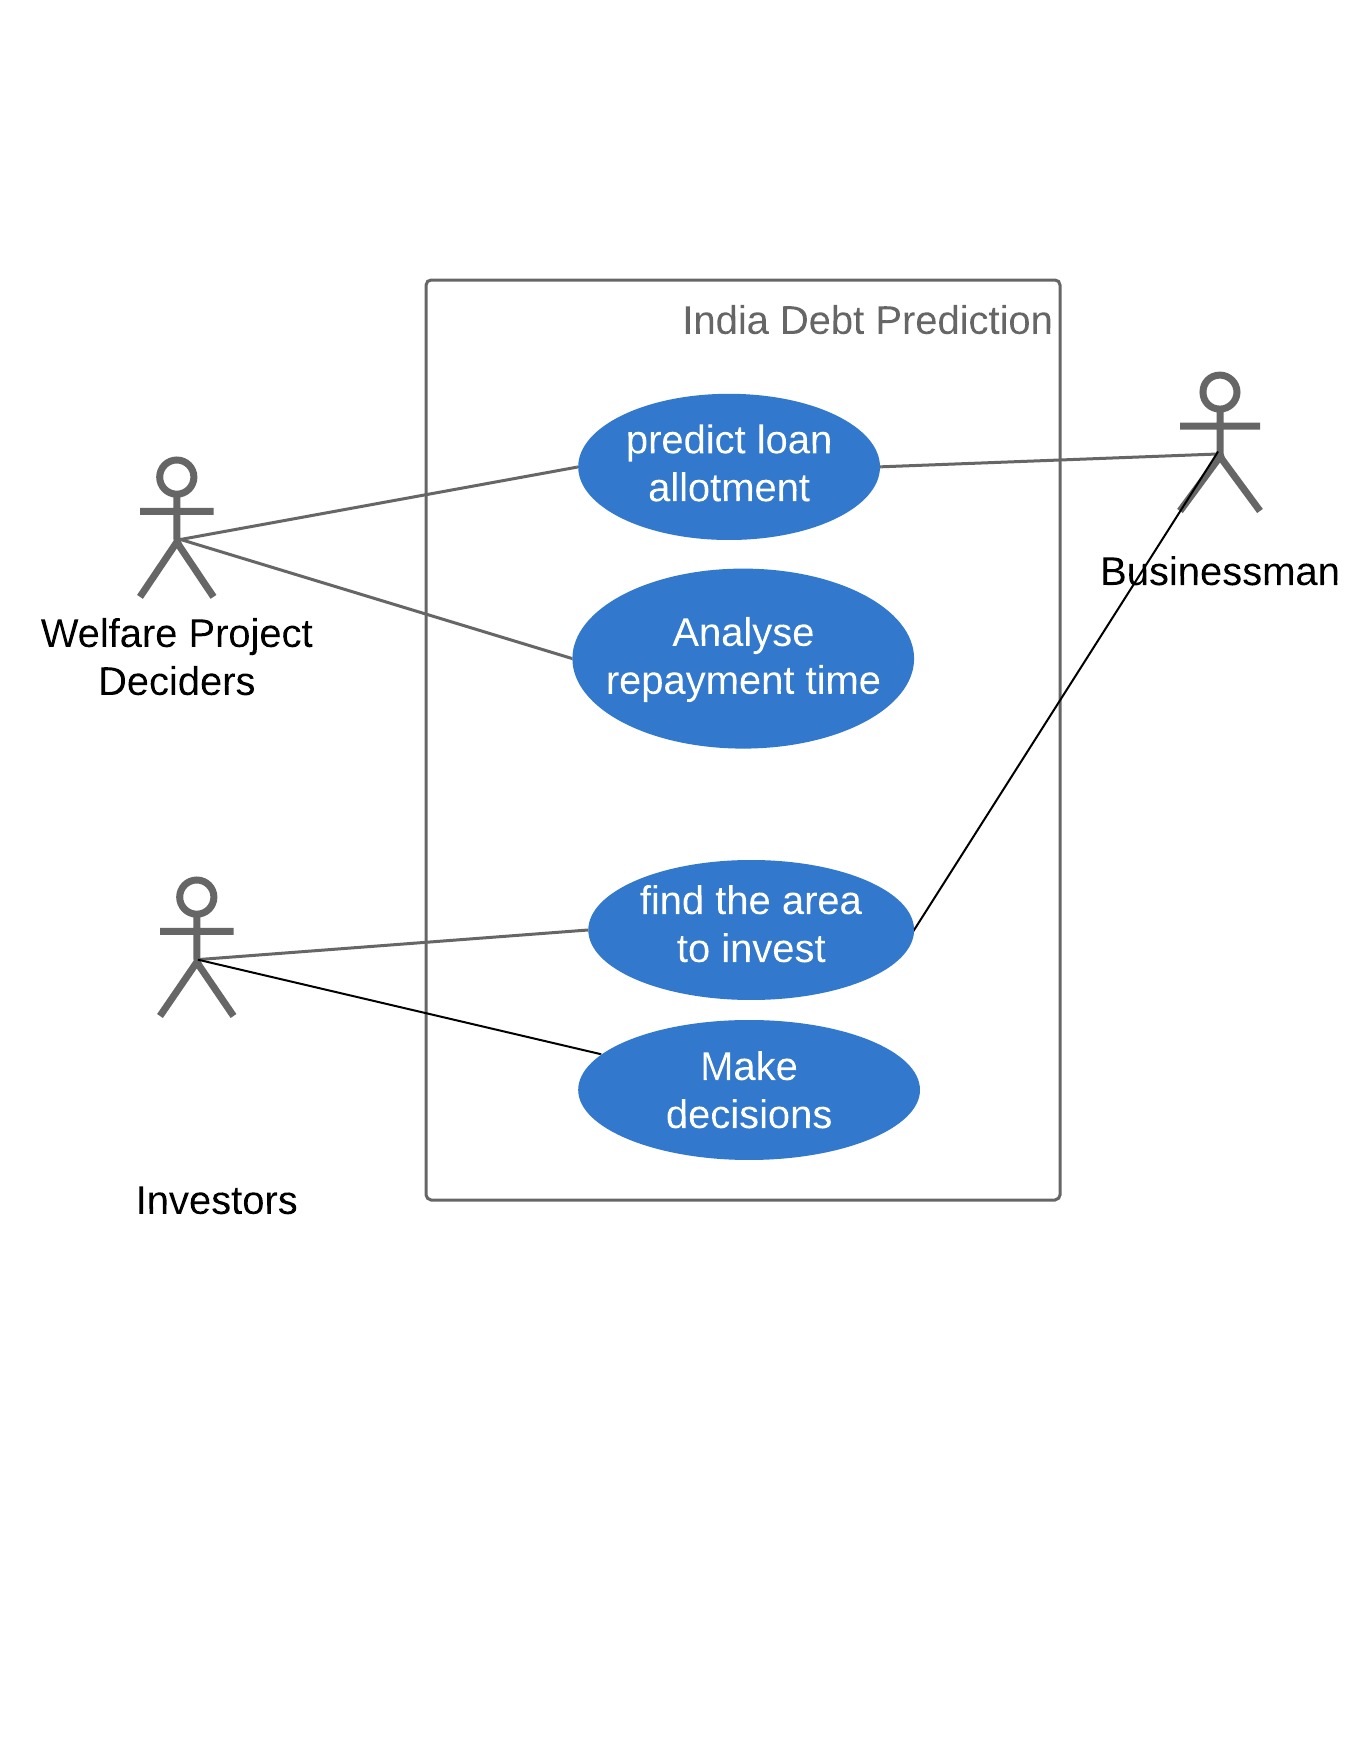 India Debt Prediction
predict loan
allotment
Businessman
Welfare Project
Deciders
Analyse
repayment time
find the area
to invest
Make
decisions
Investors